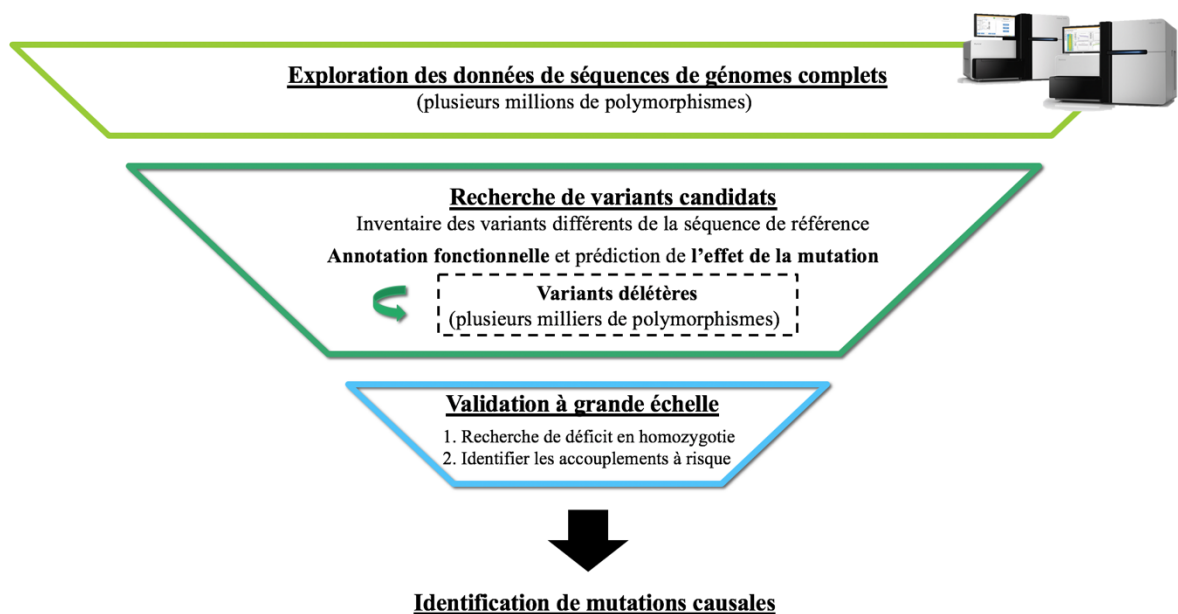 Exploration des données de séquences de génomes complets
(plusieurs millions de polymorphismes)
Recherche de variants candidats
Inventaire des variants différents de la séquence de référence
Annotation fonctionnelle et prédiction de l'effet de la mutation
Variants délétères
(plusieurs milliers de polymorphismes)
Validation à grande échelle
1. Recherche de déficit en homozygotie
2. Identifier les accouplements à risque
Identification de mutations causales